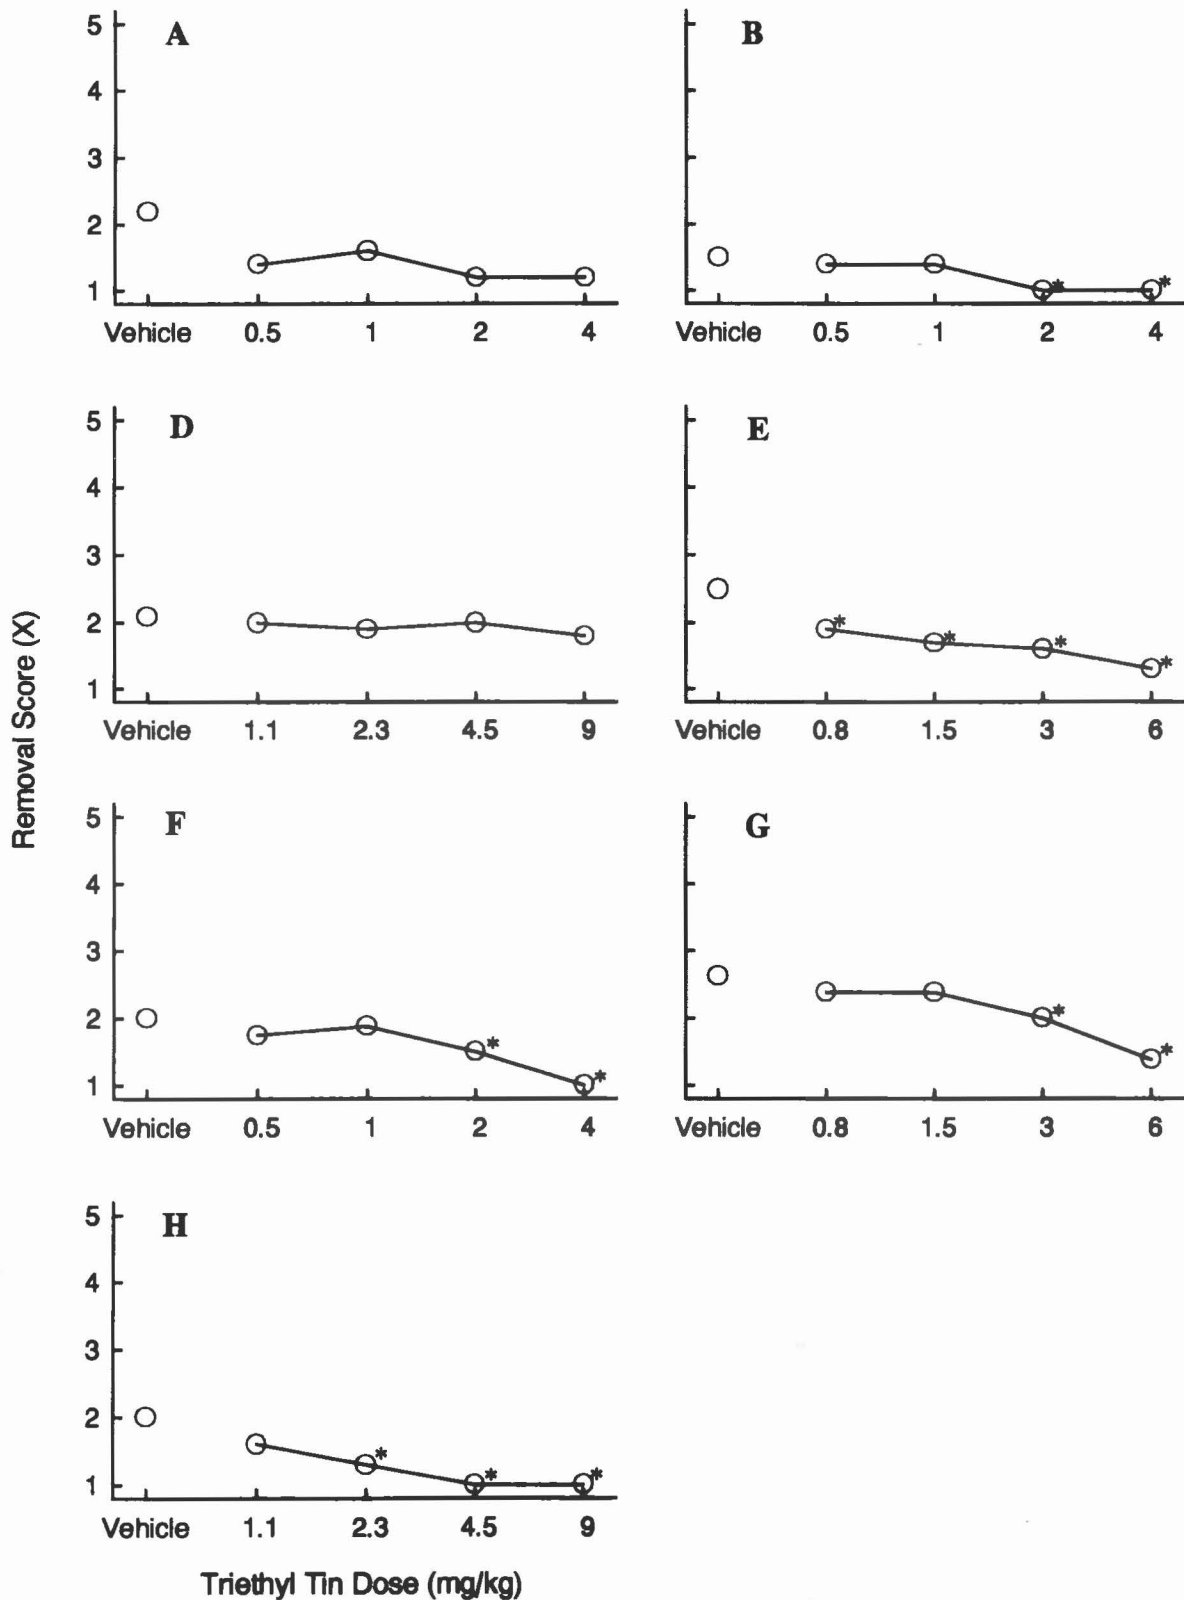 A
5
4
3
2
1
Vehicle 0.5 1 2 4
B
* *
Vehicle 0.5 1 2 4
D
5
4
3
2
1
Vehicle 1.1 2.3 4.5 9
E
* * * *
Vehicle 0.8 1.5 3 6
Removal Score (X)
F
5
4
3
2
1
* *
Vehicle 0.5 1 2 4
G
* *
Vehicle 0.8 1.5 3 6
H
5
4
3
2
1
* * *
Vehicle 1.1 2.3 4.5 9
Triethyl Tin Dose (mg/kg)